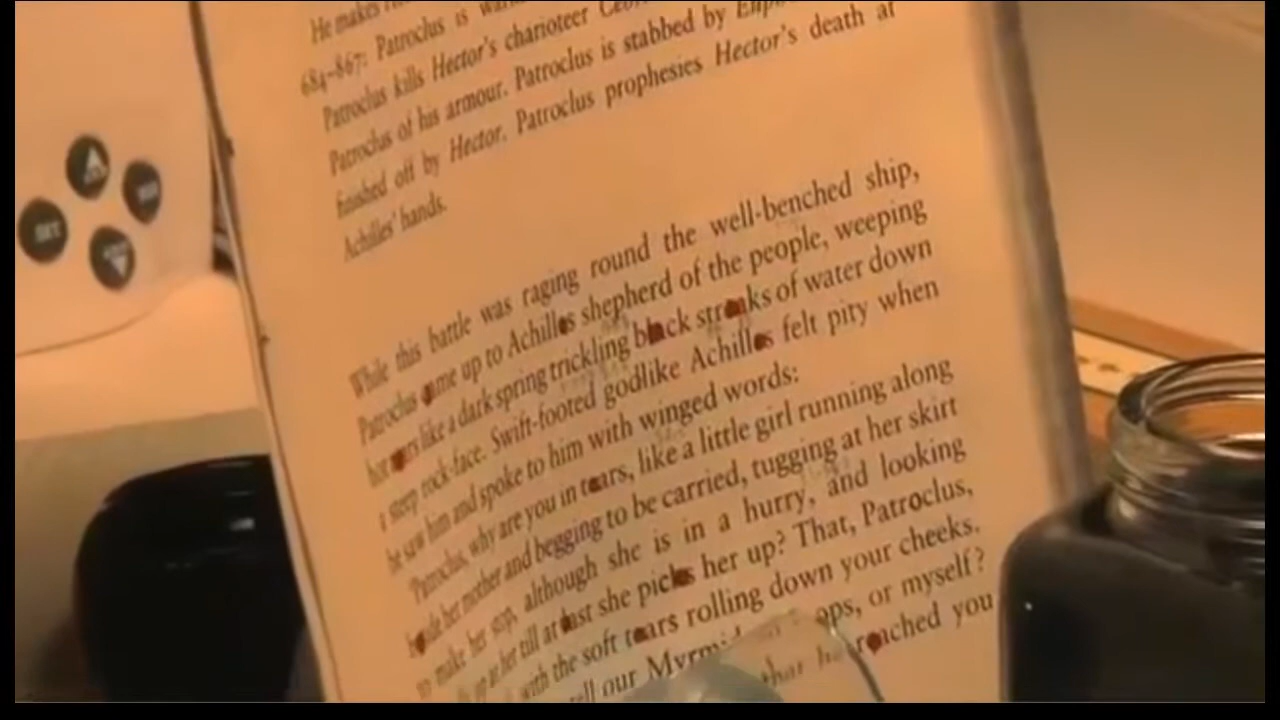 He makes
684–867: Patroclus is
Patroclus kills Hector's charioteer
Patroclus of his armour. Patroclus is stabbed by
finished off by Hector. Patroclus prophesies Hector's death at
Achilles' hands.
While this battle was raging round the well-benched ship,
Patroclus came up to Achilles shepherd of the people, weeping
hot tears like a dark spring trickling black streaks of water down
a steep rock-face. Swift-footed godlike Achilles felt pity when
he saw him and spoke to him with winged words:
'Patroclus, why are you in tears, like a little girl running along
beside her mother and begging to be carried, tugging at her skirt
to make her stop, although she is in a hurry, and looking
up at her till at last she picks her up? That, Patroclus,
with the soft tears rolling down your cheeks.
tell our or myself?
that reached you
SET